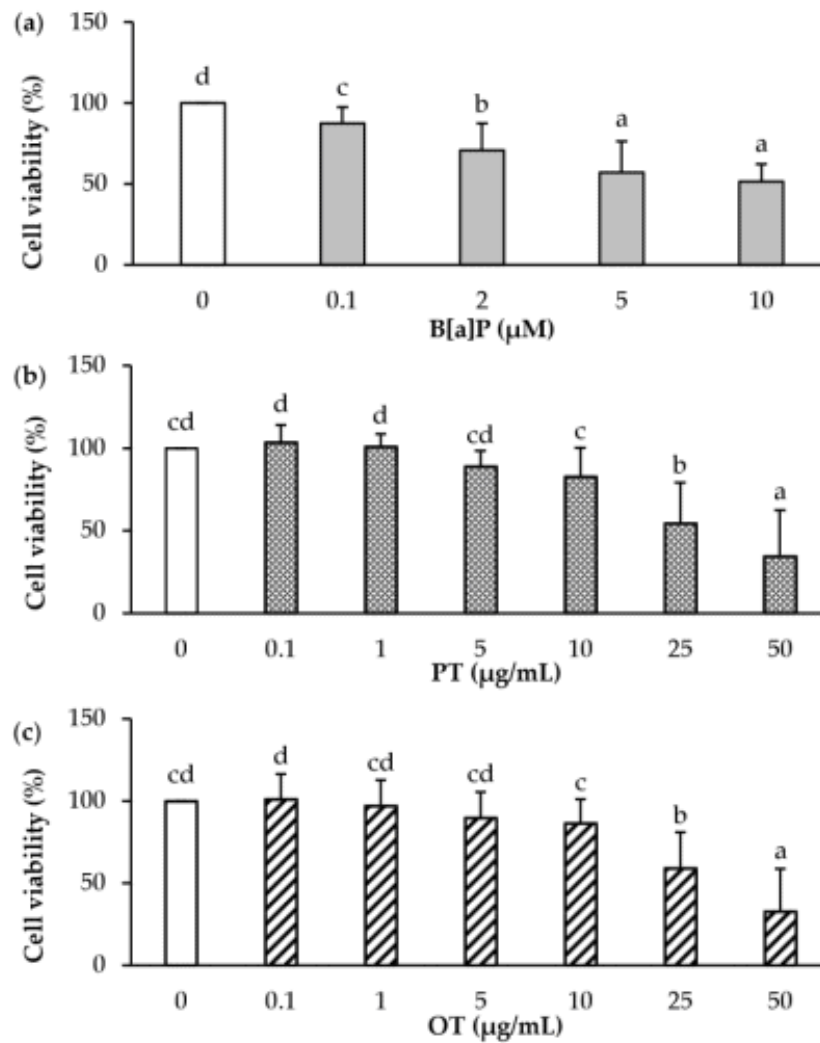 (a)
Cell viability (%)
150
100
50
0
d
c
b
a
a
0 0.1 2 5 10
B[a]P (μM)
(b)
Cell viability (%)
150
100
50
0
cd
d
d
cd
c
b
a
0 0.1 1 5 10 25 50
PT (μg/mL)
(c)
Cell viability (%)
150
100
50
0
cd
d
cd
cd
c
b
a
0 0.1 1 5 10 25 50
OT (μg/mL)